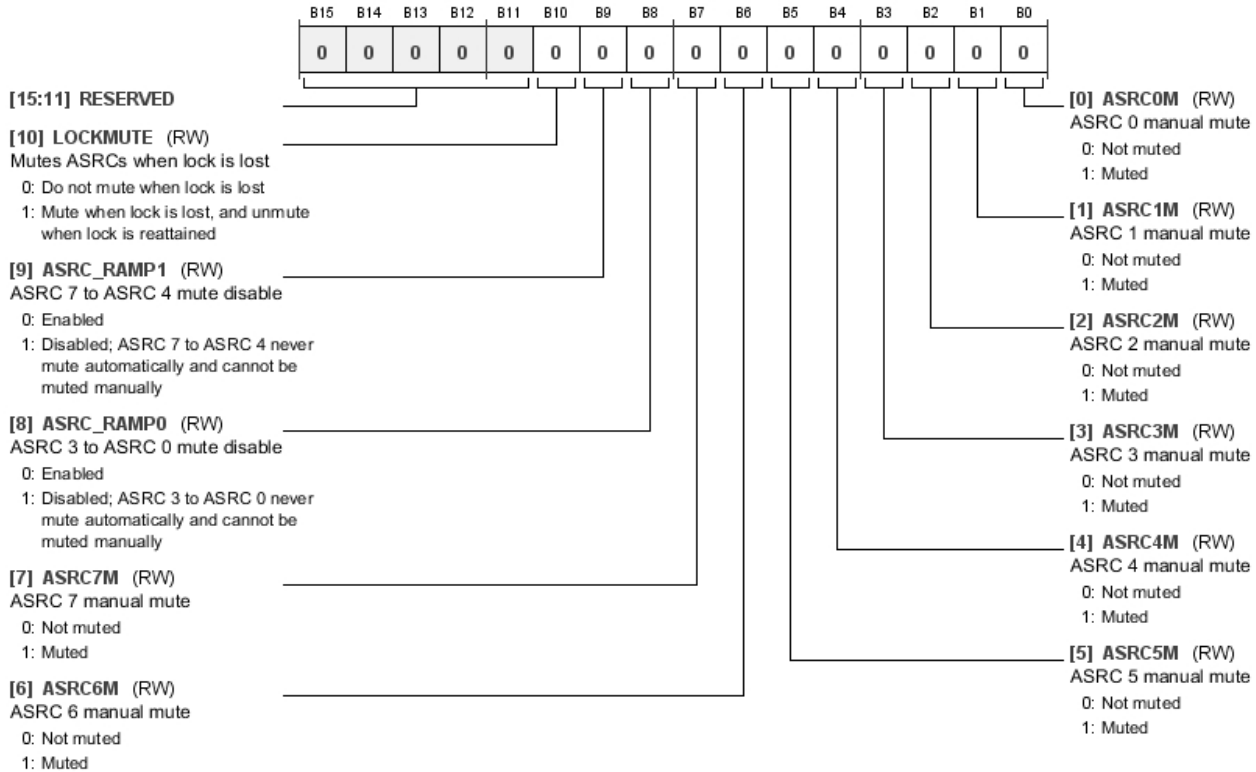 B15 B14 B13 B12 B11 B10 B9 B8 B7 B6 B5 B4 B3 B2 B1 B0
0 0 0 0 0 0 0 0 0 0 0 0 0 0 0 0
[15:11] RESERVED
[10] LOCKMUTE (RW)
Mutes ASRCs when lock is lost
0: Do not mute when lock is lost
1: Mute when lock is lost, and unmute
when lock is reattained
[9] ASRC_RAMP1 (RW)
ASRC 7 to ASRC 4 mute disable
0: Enabled
1: Disabled; ASRC 7 to ASRC 4 never
mute automatically and cannot be
muted manually
[8] ASRC_RAMP0 (RW)
ASRC 3 to ASRC 0 mute disable
0: Enabled
1: Disabled; ASRC 3 to ASRC 0 never
mute automatically and cannot be
muted manually
[7] ASRC7M (RW)
ASRC 7 manual mute
0: Not muted
1: Muted
[6] ASRC6M (RW)
ASRC 6 manual mute
0: Not muted
1: Muted
[0] ASRC0M (RW)
ASRC 0 manual mute
0: Not muted
1: Muted
[1] ASRC1M (RW)
ASRC 1 manual mute
0: Not muted
1: Muted
[2] ASRC2M (RW)
ASRC 2 manual mute
0: Not muted
1: Muted
[3] ASRC3M (RW)
ASRC 3 manual mute
0: Not muted
1: Muted
[4] ASRC4M (RW)
ASRC 4 manual mute
0: Not muted
1: Muted
[5] ASRC5M (RW)
ASRC 5 manual mute
0: Not muted
1: Muted